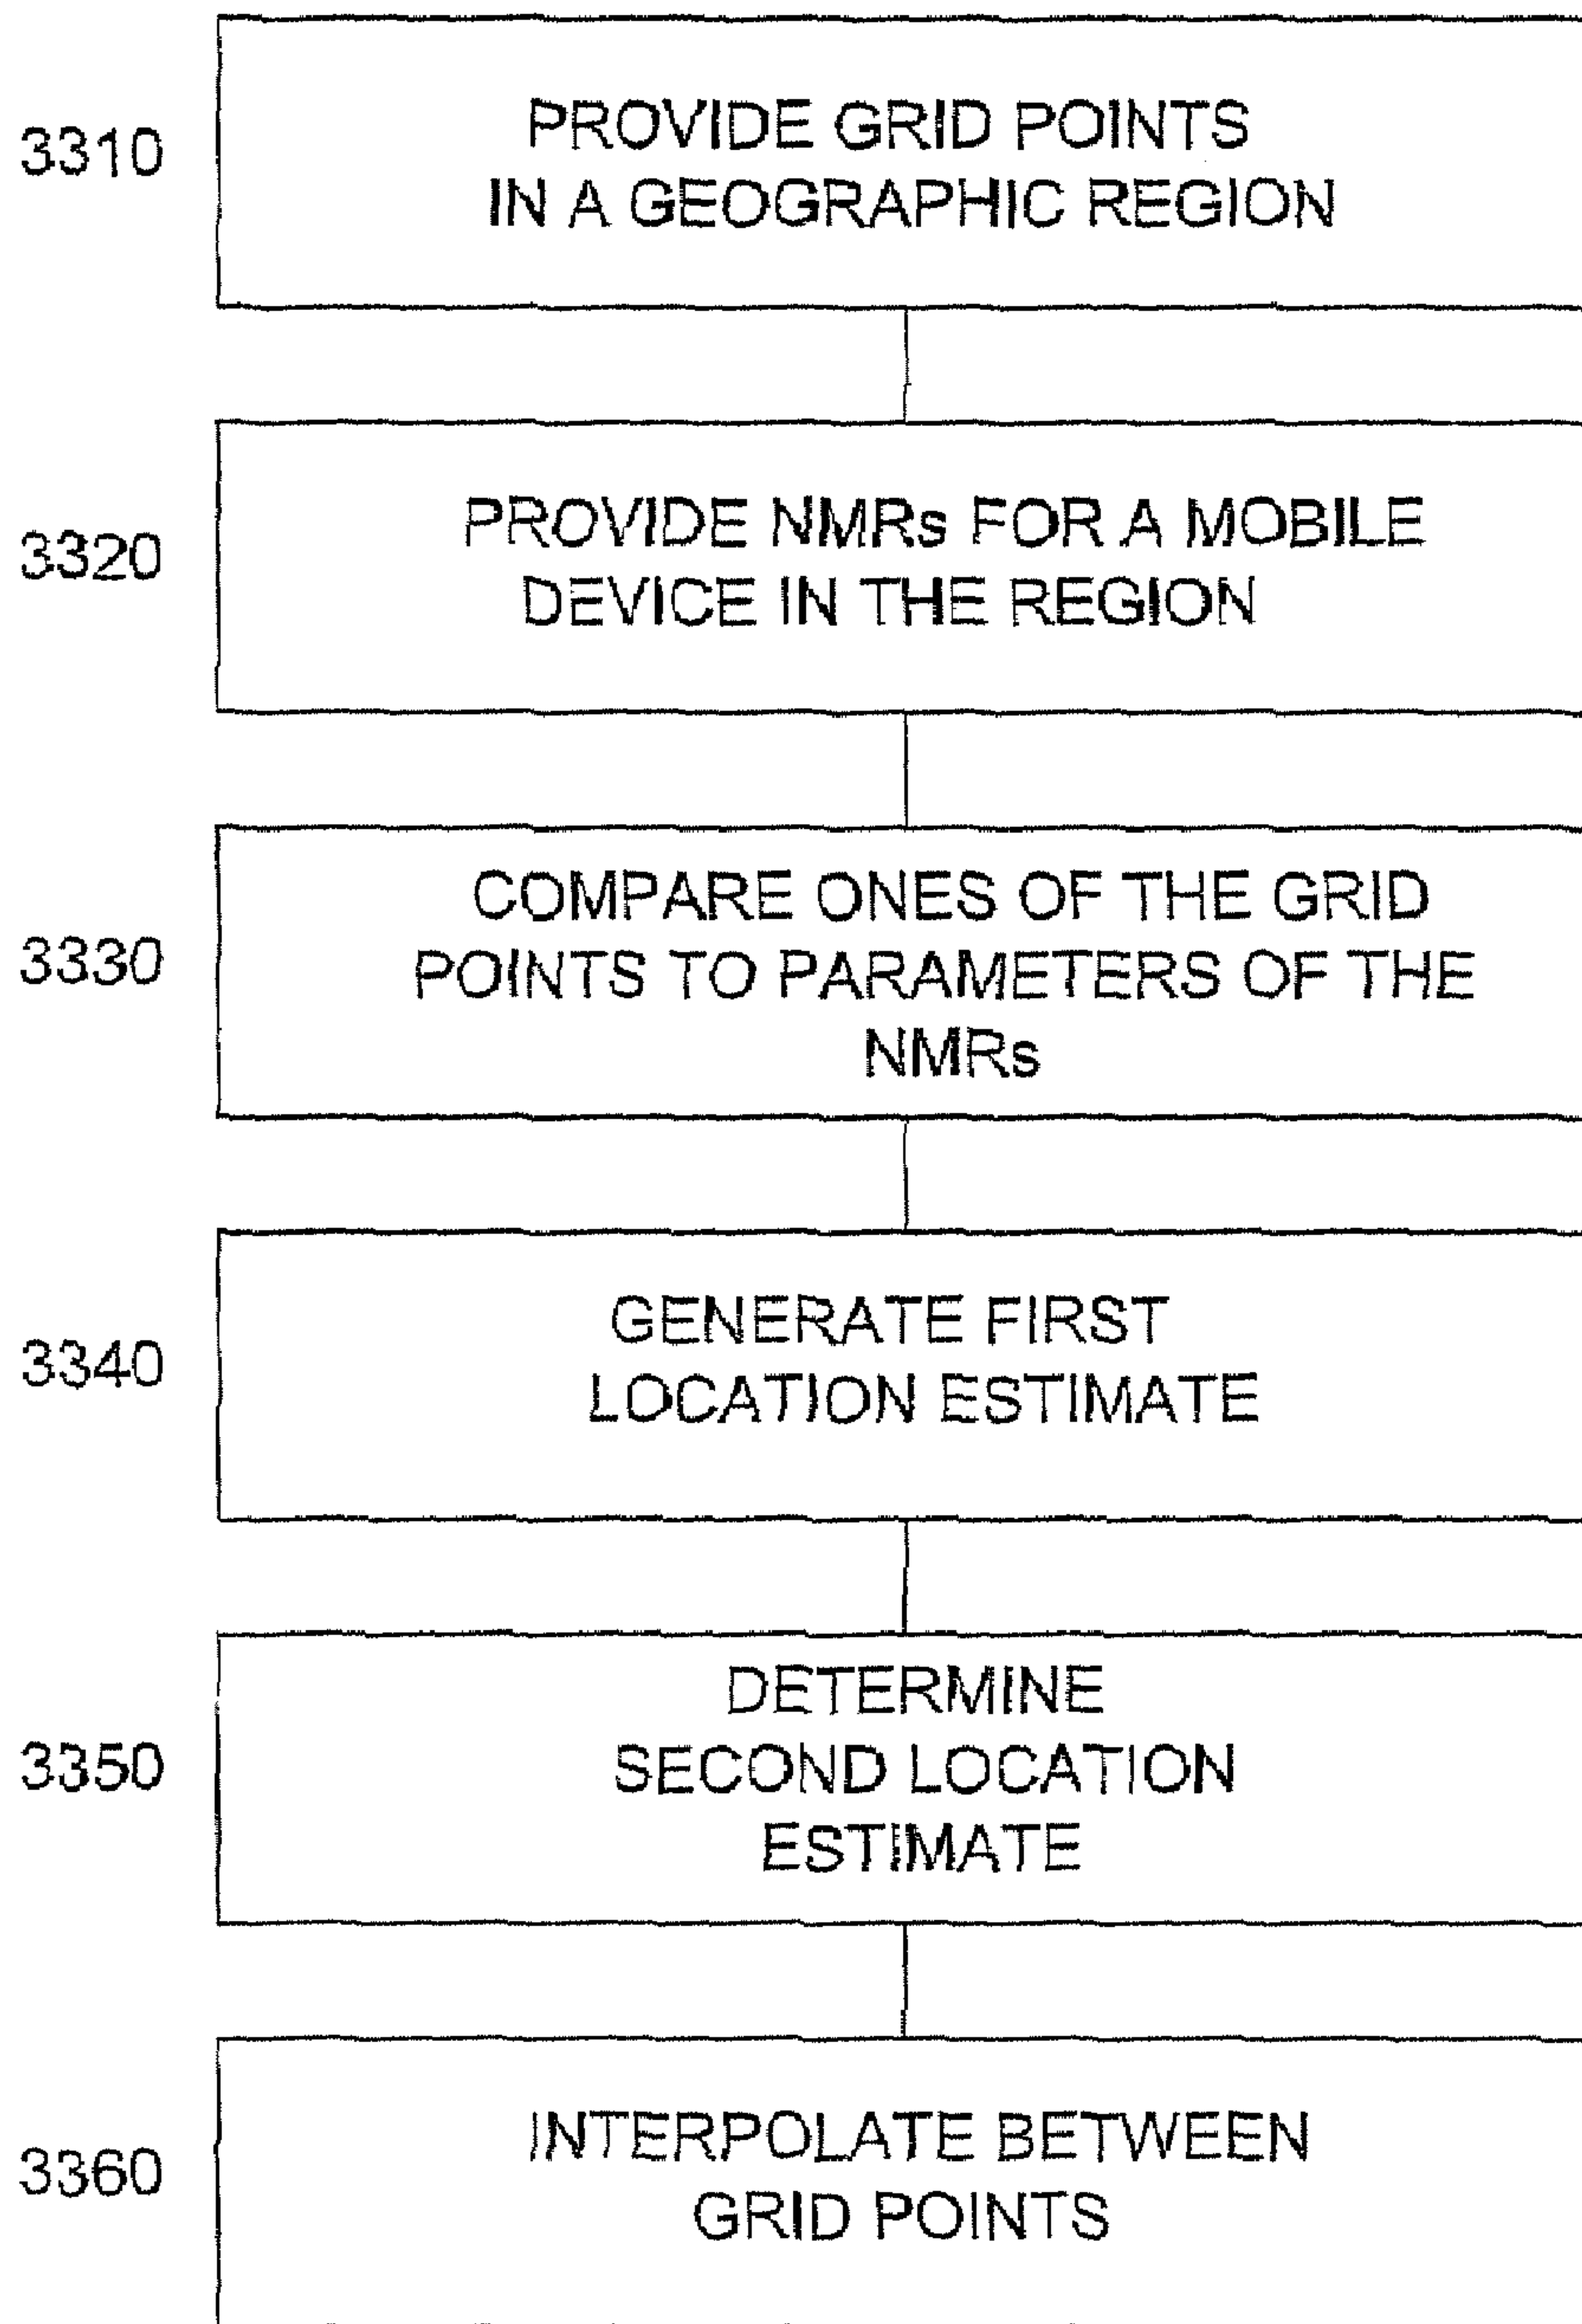 3310
PROVIDE GRID POINTS
IN A GEOGRAPHIC REGION
3320
PROVIDE NMRs FOR A MOBILE
DEVICE IN THE REGION
3330
COMPARE ONES OF THE GRID
POINTS TO PARAMETERS OF THE
NMRs
3340
GENERATE FIRST
LOCATION ESTIMATE
3350
DETERMINE
SECOND LOCATION
ESTIMATE
3360
INTERPOLATE BETWEEN
GRID POINTS